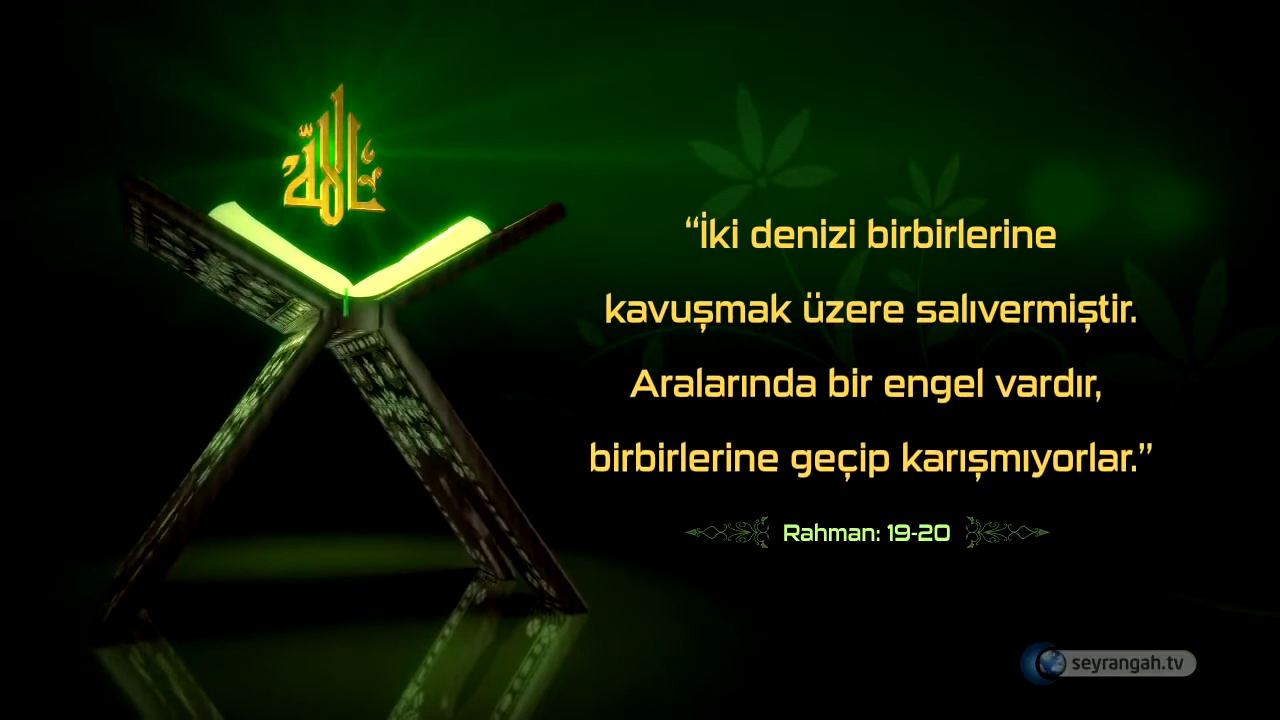 الله
“İki denizi birbirlerine
kavuşmak üzere salıvermiştir.
Aralarında bir engel vardır,
birbirlerine geçip karışmıyorlar.”
Rahman: 19-20
seyrangah.tv